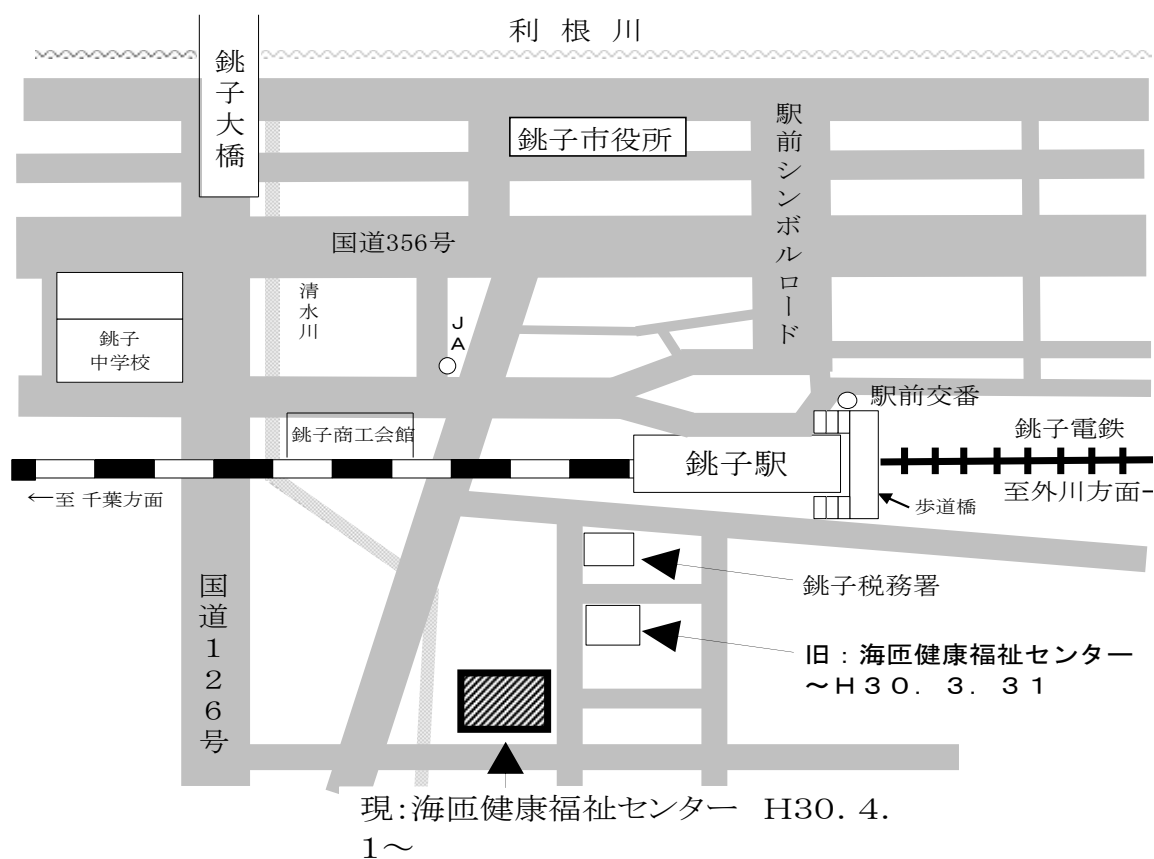 利 根 川
銚子大橋
銚子市役所
駅前シンボルロード
国道356号
清水川
ＪＡ
銚子
中学校
駅前交番
銚子商工会館
銚子駅
銚子電鉄
←至 千葉方面
至外川方面→
歩道橋
国道126号
銚子税務署
旧：海匝健康福祉センター
～Ｈ３０．３．３１
現:海匝健康福祉センター　H30. 4.
1～